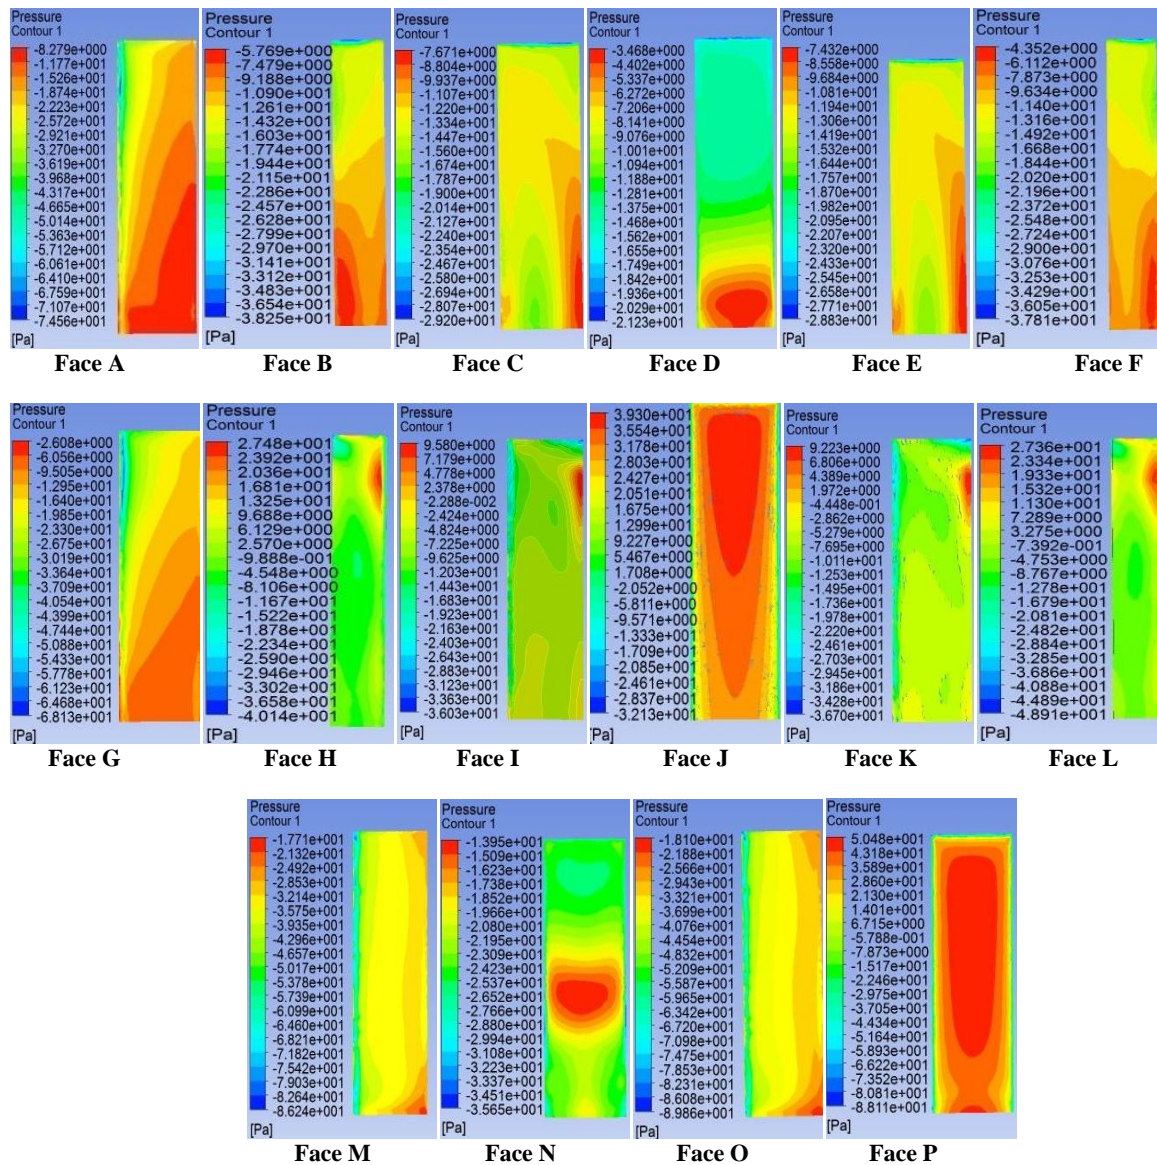 Pressure
Contour 1
-8.279e+000
-1.177e+001
-1.526e+001
-1.874e+001
-2.223e+001
-2.572e+001
-2.921e+001
-3.270e+001
-3.619e+001
-3.968e+001
-4.317e+001
-4.665e+001
-5.014e+001
-5.363e+001
-5.712e+001
-6.061e+001
-6.410e+001
-6.758e+001
-7.107e+001
-7.456e+001
[Pa]
Face A
Pressure
Contour 1
-5.769e+000
-7.479e+000
-9.188e+000
-1.090e+001
-1.261e+001
-1.432e+001
-1.603e+001
-1.774e+001
-1.944e+001
-2.115e+001
-2.286e+001
-2.457e+001
-2.628e+001
-2.799e+001
-2.970e+001
-3.141e+001
-3.312e+001
-3.483e+001
-3.654e+001
-3.825e+001
[Pa]
Face B
Pressure
Contour 1
-7.671e+000
-8.804e+000
-9.937e+000
-1.107e+001
-1.220e+001
-1.334e+001
-1.447e+001
-1.560e+001
-1.674e+001
-1.787e+001
-1.900e+001
-2.014e+001
-2.127e+001
-2.240e+001
-2.354e+001
-2.467e+001
-2.580e+001
-2.694e+001
-2.807e+001
-2.920e+001
[Pa]
Face C
Pressure
Contour 1
-3.468e+000
-4.402e+000
-5.337e+000
-6.272e+000
-7.206e+000
-8.141e+000
-9.076e+000
-1.001e+001
-1.094e+001
-1.188e+001
-1.281e+001
-1.375e+001
-1.468e+001
-1.562e+001
-1.655e+001
-1.749e+001
-1.842e+001
-1.936e+001
-2.029e+001
-2.123e+001
[Pa]
Face D
Pressure
Contour 1
-7.432e+000
-8.558e+000
-9.684e+000
-1.081e+001
-1.194e+001
-1.306e+001
-1.419e+001
-1.532e+001
-1.644e+001
-1.757e+001
-1.870e+001
-1.982e+001
-2.095e+001
-2.207e+001
-2.320e+001
-2.433e+001
-2.545e+001
-2.658e+001
-2.771e+001
-2.883e+001
[Pa]
Face E
Pressure
Contour 1
-4.352e+000
-6.112e+000
-7.873e+000
-9.634e+000
-1.140e+001
-1.316e+001
-1.492e+001
-1.668e+001
-1.844e+001
-2.020e+001
-2.196e+001
-2.372e+001
-2.548e+001
-2.724e+001
-2.900e+001
-3.076e+001
-3.253e+001
-3.429e+001
-3.605e+001
-3.781e+001
[Pa]
Face F
Pressure
Contour 1
-2.608e+000
-6.056e+000
-9.505e+000
-1.295e+001
-1.640e+001
-1.985e+001
-2.330e+001
-2.675e+001
-3.019e+001
-3.364e+001
-3.709e+001
-4.054e+001
-4.399e+001
-4.744e+001
-5.088e+001
-5.433e+001
-5.778e+001
-6.123e+001
-6.468e+001
-6.813e+001
[Pa]
Face G
Pressure
Contour 1
2.748e+001
2.392e+001
2.036e+001
1.681e+001
1.325e+001
9.688e+000
6.129e+000
2.570e+000
-9.888e-001
-4.548e+000
-8.106e+000
-1.167e+001
-1.522e+001
-1.878e+001
-2.234e+001
-2.590e+001
-2.946e+001
-3.302e+001
-3.658e+001
-4.014e+001
[Pa]
Face H
Pressure
Contour 1
9.580e+000
7.179e+000
4.778e+000
2.378e+000
-2.288e-002
-2.424e+000
-4.824e+000
-7.225e+000
-9.625e+000
-1.203e+001
-1.443e+001
-1.683e+001
-1.923e+001
-2.163e+001
-2.403e+001
-2.643e+001
-2.883e+001
-3.123e+001
-3.363e+001
-3.603e+001
[Pa]
Face I
3.930e+001
3.554e+001
3.178e+001
2.803e+001
2.427e+001
2.051e+001
1.675e+001
1.299e+001
9.227e+000
5.467e+000
1.708e+000
-2.052e+000
-5.811e+000
-9.571e+000
-1.333e+001
-1.709e+001
-2.085e+001
-2.461e+001
-2.837e+001
-3.213e+001
[Pa]
Face J
Pressure
Contour 1
9.223e+000
6.806e+000
4.389e+000
1.972e+000
-4.448e-001
-2.862e+000
-5.279e+000
-7.695e+000
-1.011e+001
-1.253e+001
-1.495e+001
-1.736e+001
-1.978e+001
-2.220e+001
-2.461e+001
-2.703e+001
-2.945e+001
-3.186e+001
-3.428e+001
-3.670e+001
[Pa]
Face K
Pressure
Contour 1
2.736e+001
2.334e+001
1.933e+001
1.532e+001
1.130e+001
7.289e+000
3.275e+000
-7.392e-001
-4.753e+000
-8.767e+000
-1.278e+001
-1.679e+001
-2.081e+001
-2.482e+001
-2.884e+001
-3.285e+001
-3.686e+001
-4.088e+001
-4.489e+001
-4.891e+001
[Pa]
Face L
Pressure
Contour 1
-1.771e+001
-2.132e+001
-2.492e+001
-2.853e+001
-3.214e+001
-3.575e+001
-3.935e+001
-4.296e+001
-4.657e+001
-5.017e+001
-5.378e+001
-5.739e+001
-6.099e+001
-6.460e+001
-6.821e+001
-7.182e+001
-7.542e+001
-7.903e+001
-8.264e+001
-8.624e+001
[Pa]
Face M
Pressure
Contour 1
-1.395e+001
-1.509e+001
-1.623e+001
-1.738e+001
-1.852e+001
-1.966e+001
-2.080e+001
-2.195e+001
-2.309e+001
-2.423e+001
-2.537e+001
-2.652e+001
-2.766e+001
-2.880e+001
-2.994e+001
-3.108e+001
-3.223e+001
-3.337e+001
-3.451e+001
-3.565e+001
[Pa]
Face N
Pressure
Contour 1
-1.810e+001
-2.188e+001
-2.566e+001
-2.943e+001
-3.321e+001
-3.699e+001
-4.076e+001
-4.454e+001
-4.832e+001
-5.209e+001
-5.587e+001
-5.965e+001
-6.342e+001
-6.720e+001
-7.098e+001
-7.475e+001
-7.853e+001
-8.231e+001
-8.608e+001
-8.986e+001
[Pa]
Face O
Pressure
Contour 1
5.048e+001
4.318e+001
3.589e+001
2.860e+001
2.130e+001
1.401e+001
6.715e+000
-5.788e-001
-7.873e+000
-1.517e+001
-2.246e+001
-2.975e+001
-3.705e+001
-4.434e+001
-5.164e+001
-5.893e+001
-6.622e+001
-7.352e+001
-8.081e+001
-8.811e+001
[Pa]
Face P